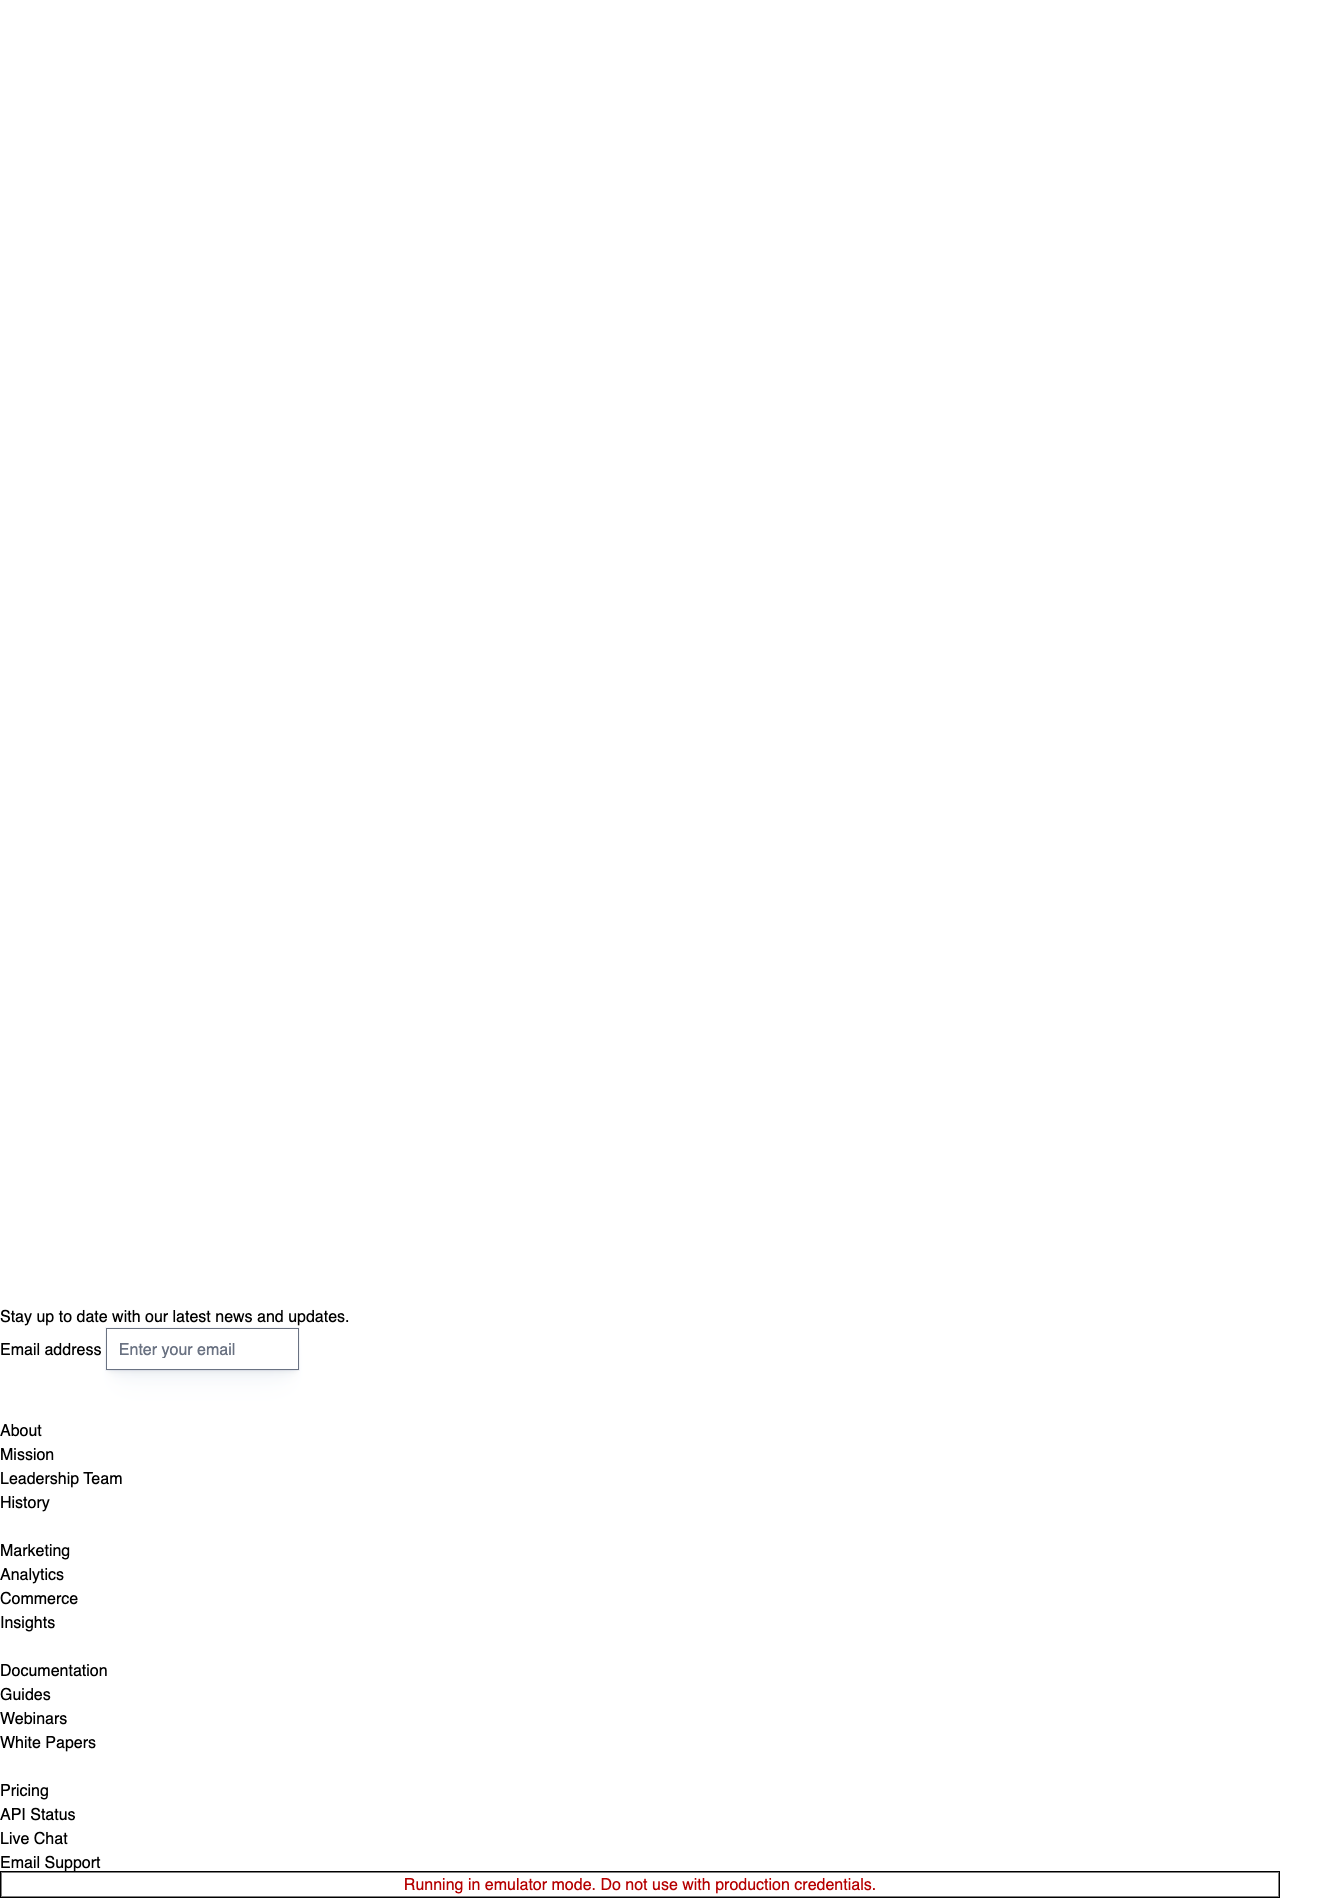 Stay up to date with our latest news and updates.
Email address Enter your email
About
Mission
Leadership Team
History
Marketing
Analytics
Commerce
Insights
Documentation
Guides
Webinars
White Papers
Pricing
API Status
Live Chat
Email Support
Running in emulator mode. Do not use with production credentials.